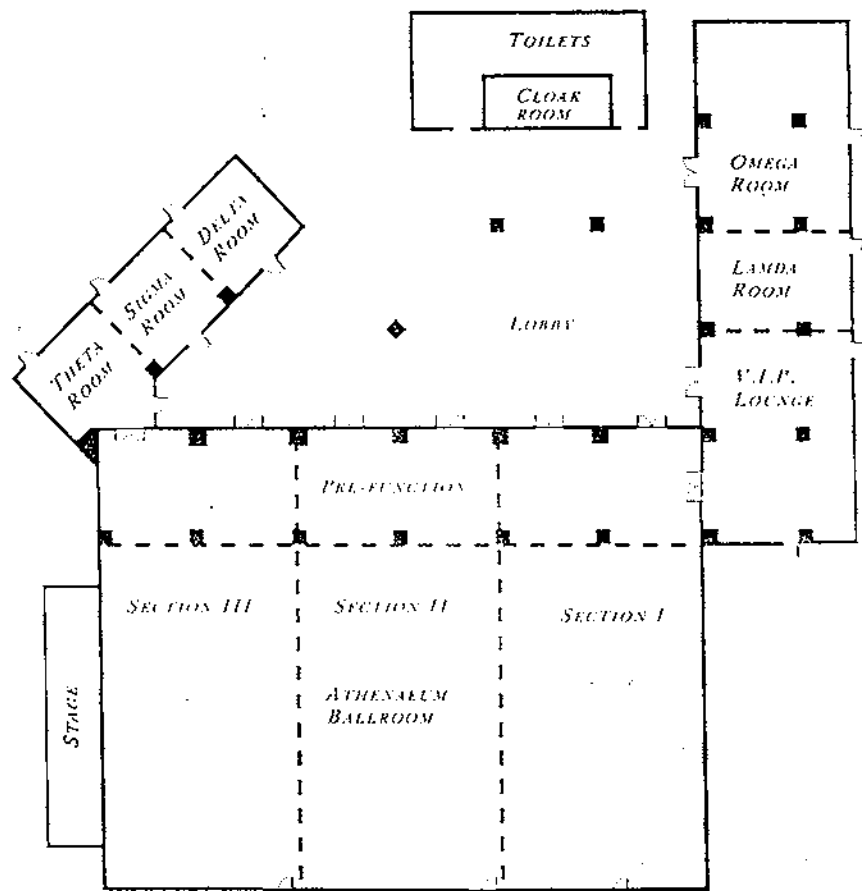 TOILETS
CLOAK
ROOM
OMEGA
ROOM
DELTA
ROOM
SIGMA
ROOM
LAMDA
ROOM
LOBBY
THETA
ROOM
V.I.P.
LOUNGE
PRE-FUNCTION
SECTION III
SECTION II
SECTION I
STAGE
ATHENAEUM
BALLROOM